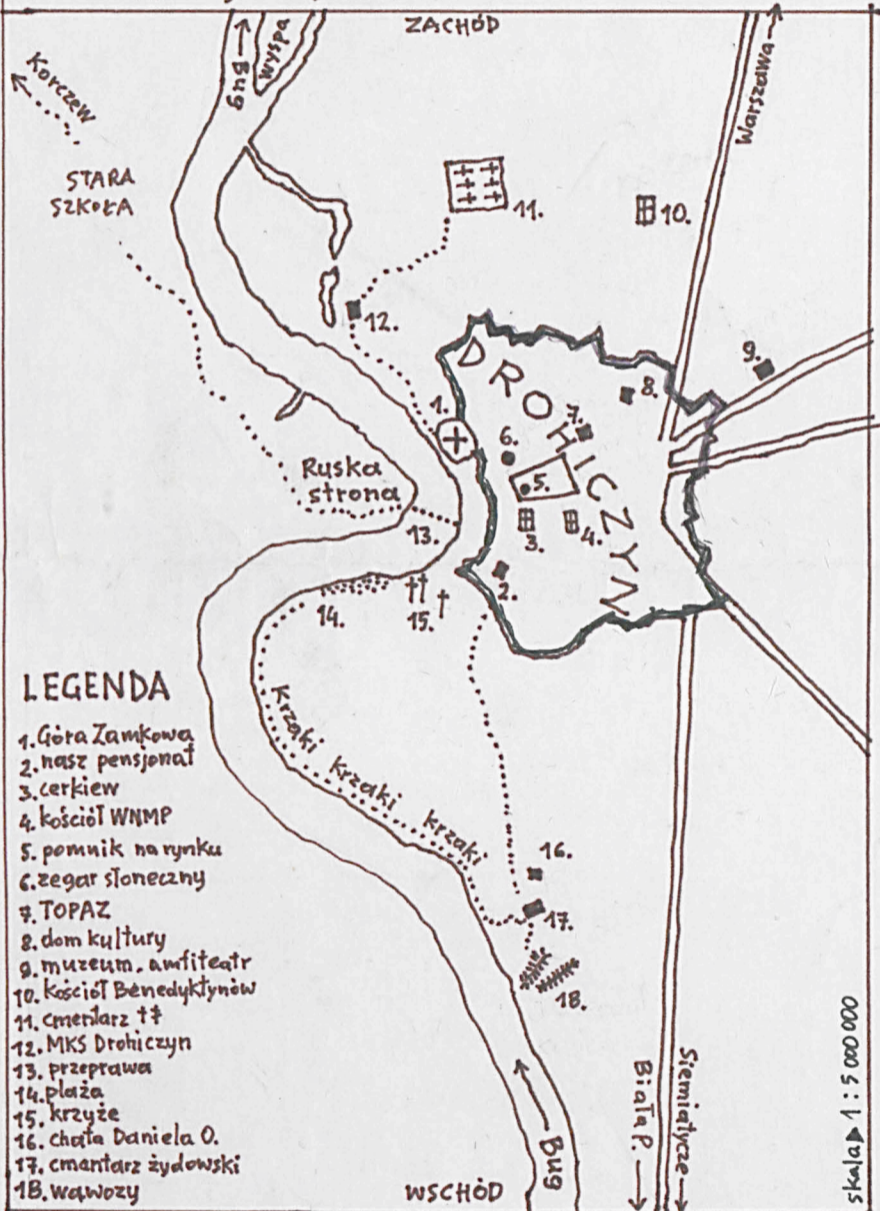 ZACHÓD
Korczew
Bug
wyspa
Warszawa
STARA
SZKOŁA
11.
10.
12.
9.
8.
DROHICZYN
1.
7.
6.
5.
Ruska
strona
3.
4.
13.
2.
14.
15.
krzaki
krzaki
krzaki
16.
17.
18.
LEGENDA
1. Góra Zamkowa
2. nasz pensjonat
3. cerkiew
4. kościół WNMP
5. pomnik na rynku
6. zegar słoneczny
7. TOPAZ
8. dom kultury
9. muzeum. amfiteatr
10. kościół Benedyktynów
11. cmentarz ††
12. MKS Drohiczyn
13. przeprawa
14. plaża
15. krzyże
16. chata Daniela O.
17. cmantarz żydowski
18. wąwozy
Bug
WSCHÓD
Biała P.
Siemiatycze
skala 1:5 000 000